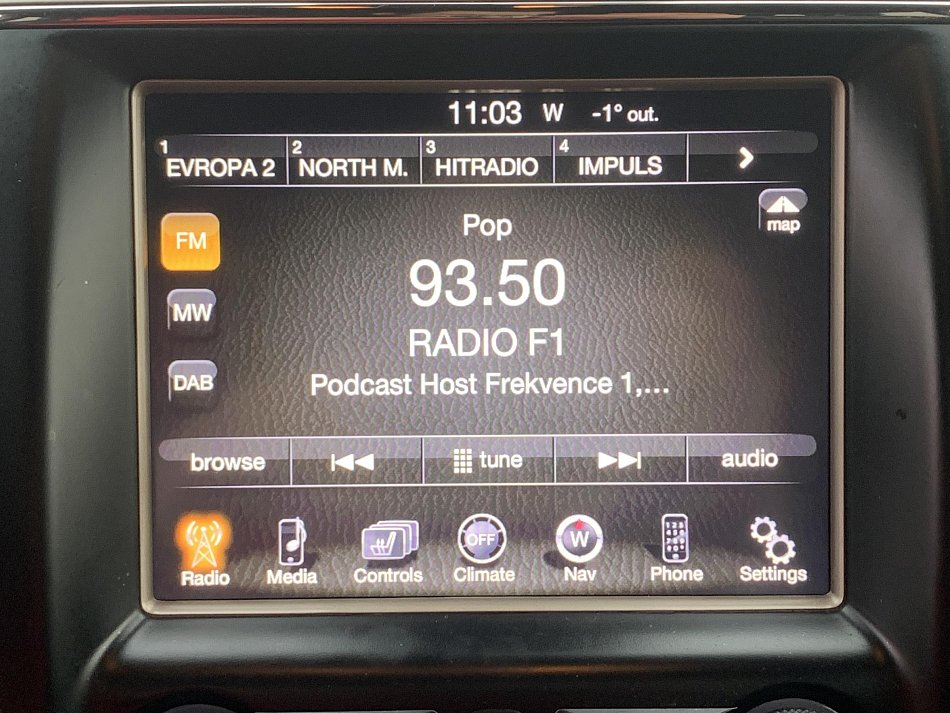 11:03 W -1° out.
1 EVROPA 2 2 NORTH M. 3 HITRADIO 4 IMPULS
map
Pop
FM
93.50
MW
RADIO F1
DAB
Podcast Host Frekvence 1,...
browse tune audio
OFF W
Radio Media Controls Climate Nav Phone Settings